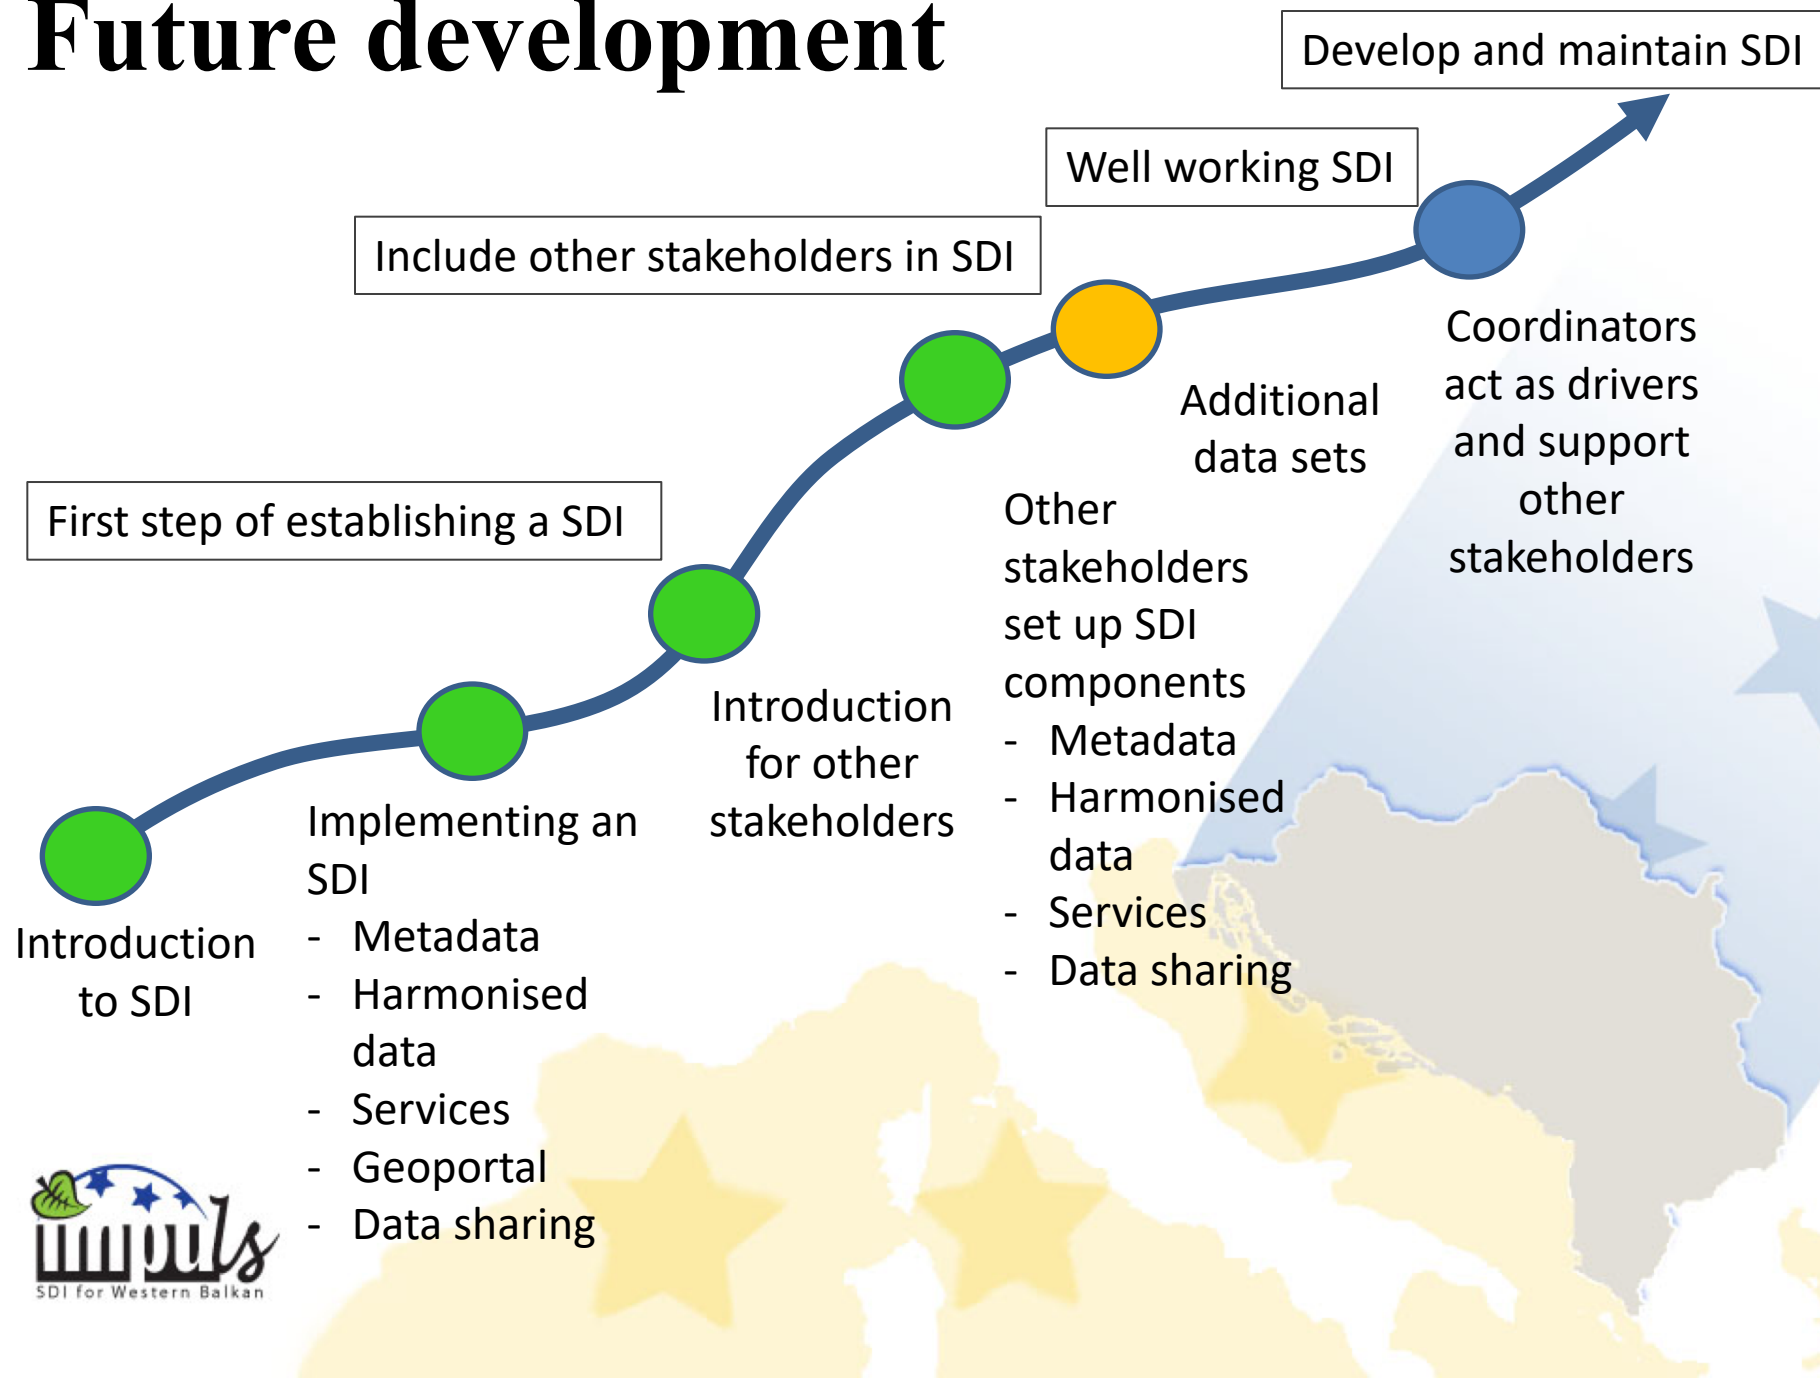 Future development
Develop and maintain SDI
Well working SDI
Include other stakeholders in SDI
First step of establishing a SDI
Introduction
to SDI
Implementing an
SDI
- Metadata
- Harmonised
data
- Services
- Geoportal
- Data sharing
Introduction
for other
stakeholders
Other
stakeholders
set up SDI
components
- Metadata
- Harmonised
data
- Services
- Data sharing
Additional
data sets
Coordinators
act as drivers
and support
other
stakeholders
impuls
SDI for Western Balkan